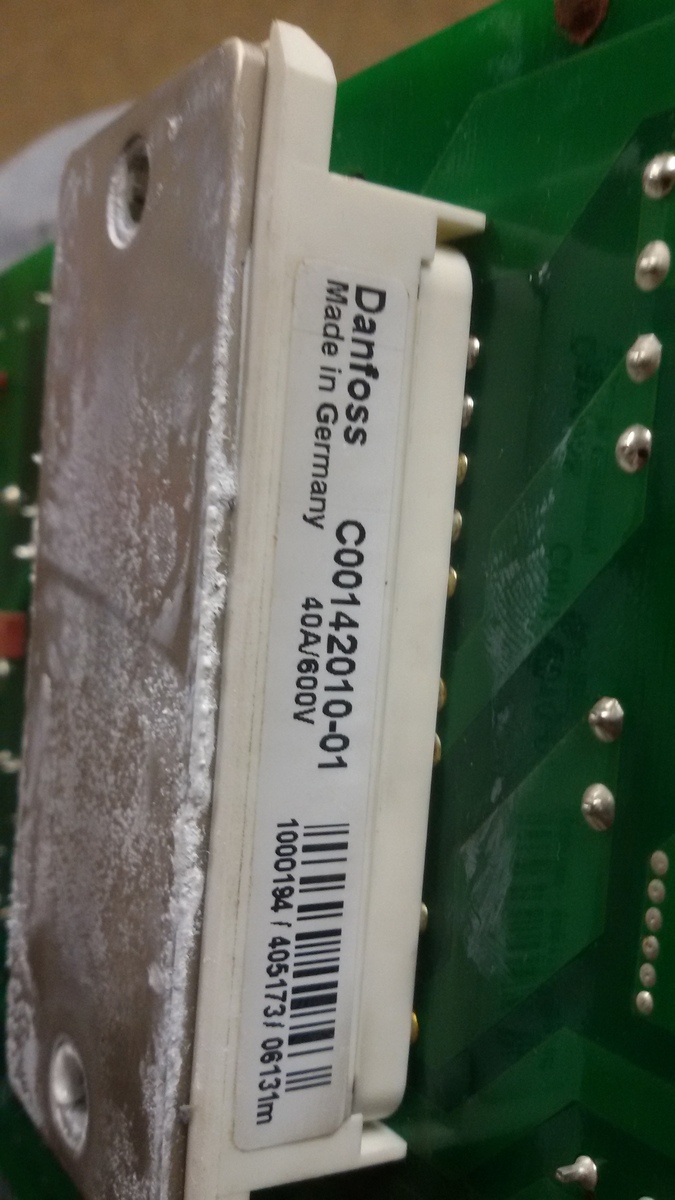 Danfoss C00142010-01
Made in Germany 40A/600V
1000194 / 405173 / 06131m